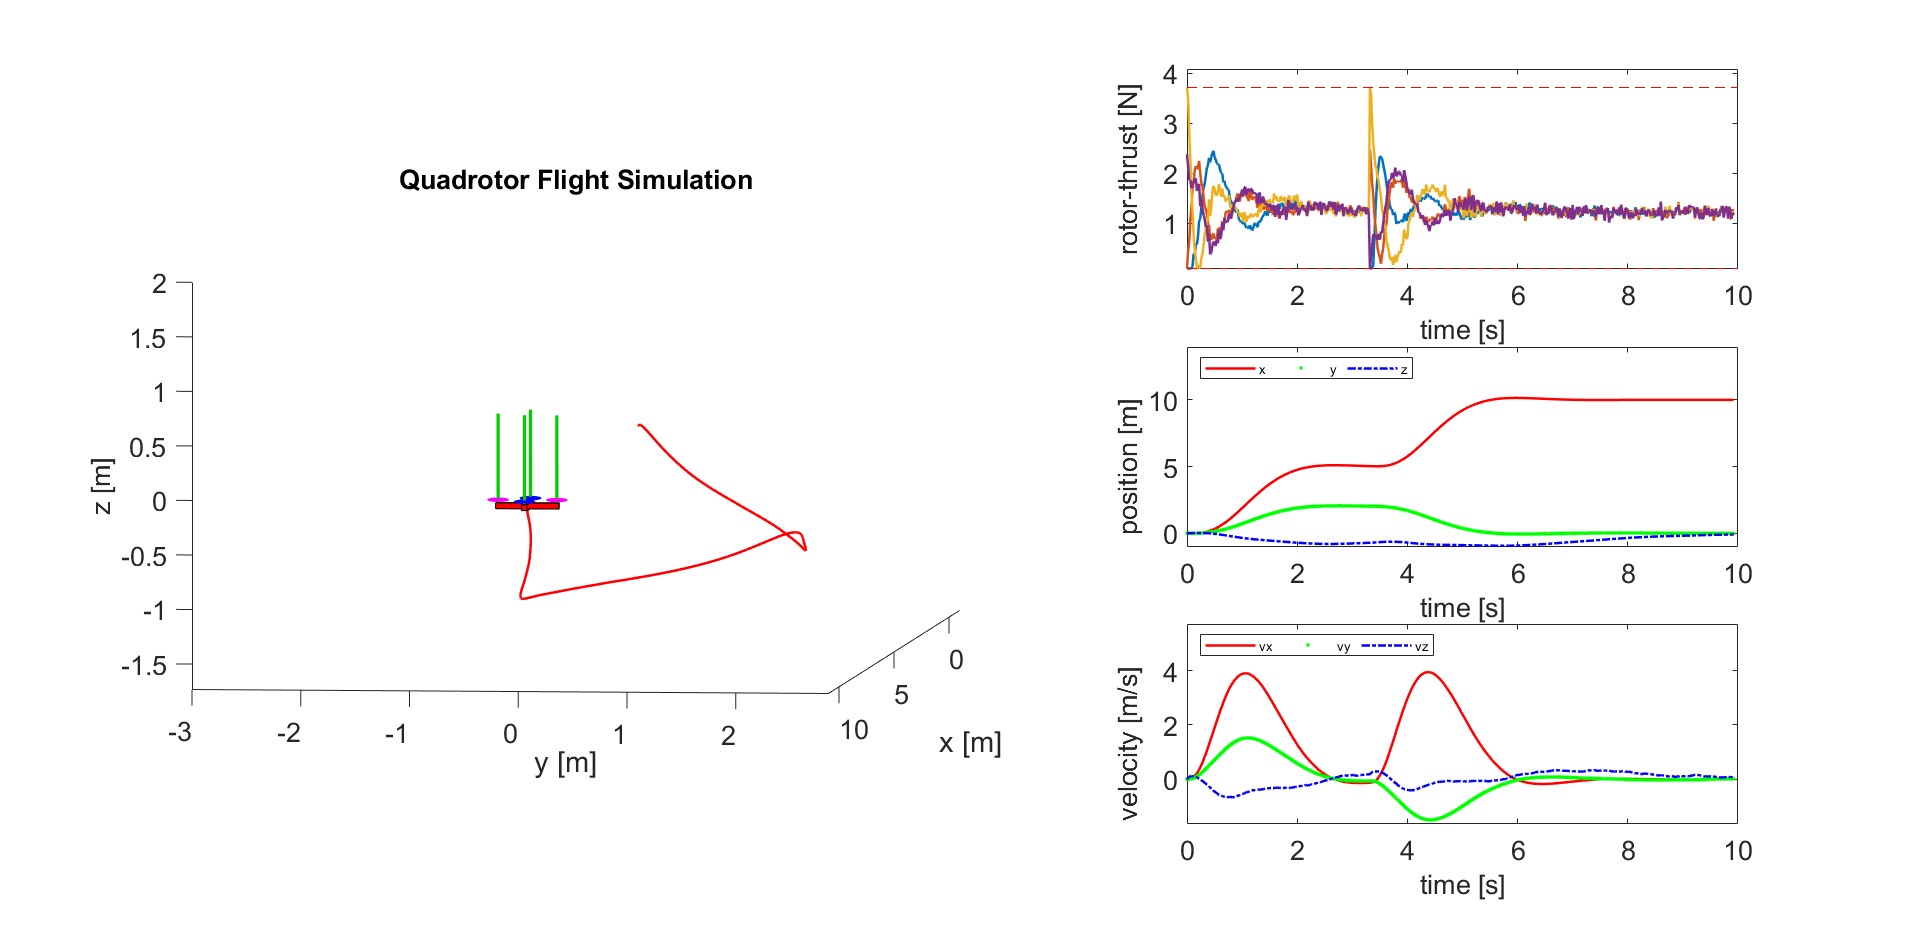 Quadrotor Flight Simulation
2
1.5
1
0.5
0
-0.5
-1
-1.5
z [m]
-3
-2
-1
0
1
2
y [m]
10
5
0
x [m]
4
3
2
1
rotor-thrust [N]
0 2 4 6 8 10
time [s]
x y z
10
5
0
position [m]
0 2 4 6 8 10
time [s]
vx vy vz
4
2
0
velocity [m/s]
0 2 4 6 8 10
time [s]